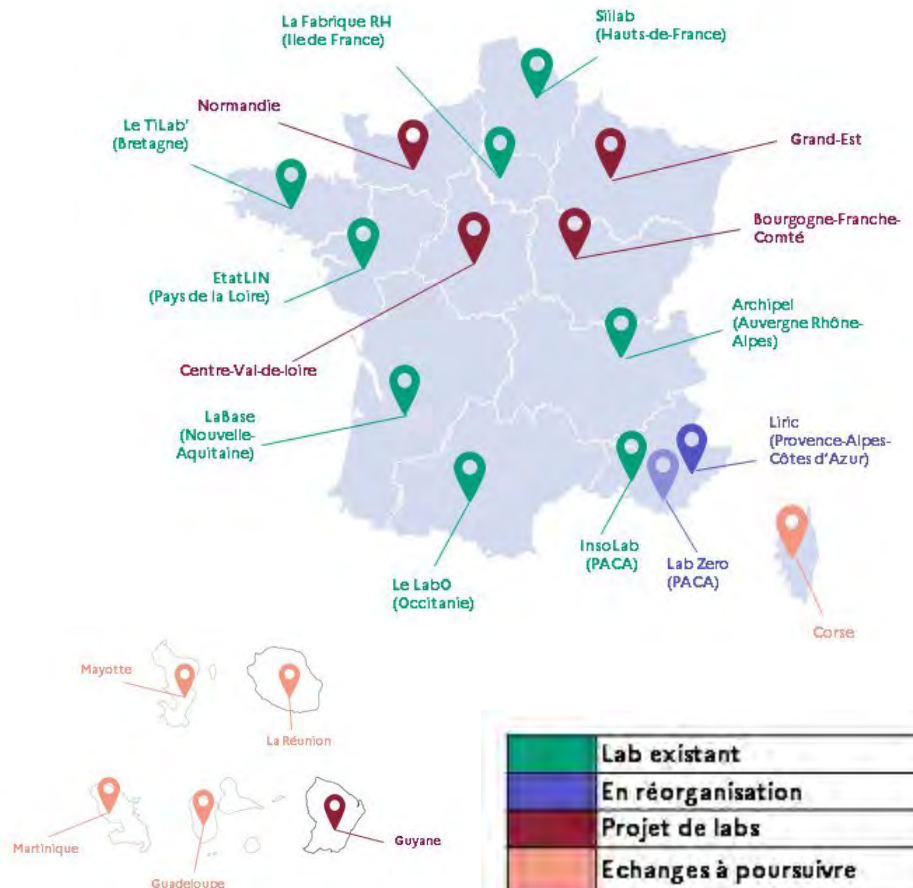 La Fabrique RH
(Ile de France)
Siilab
(Hauts-de-France)
Normandie
Le TiLab'
(Bretagne)
Grand-Est
Bourgogne-Franche-
Comté
EtatLIN
(Pays de la Loire)
Archipel
(Auvergne Rhône-
Alpes)
Centre-Val-de-loire
LaBase
(Nouvelle-
Aquitaine)
Liric
(Provence-Alpes-
Côtes d'Azur)
InsoLab
(PACA)
Lab Zero
(PACA)
Le LabO
(Occitanie)
Corse
Mayotte
La Réunion
Martinique
Guadeloupe
Guyane
Lab existant
En réorganisation
Projet de labs
Echanges à poursuivre